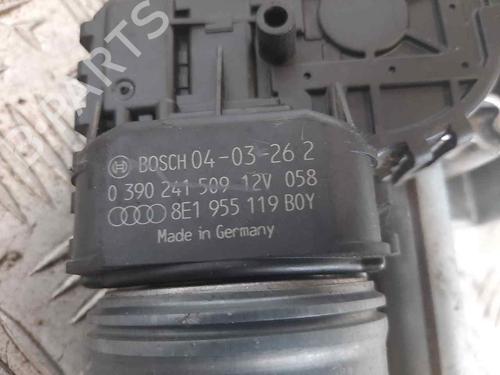 B PARTS
BOSCH 04-03-26 2
0 390 241 509 12V 058
8E1 955 119 B0Y
Made in Germany